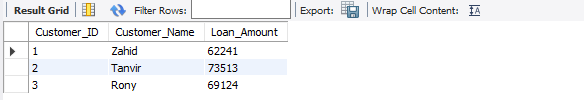 Result Grid Filter Rows: Export: Wrap Cell Content:
Customer_ID Customer_Name Loan_Amount
1 Zahid 62241
2 Tanvir 73513
3 Rony 69124